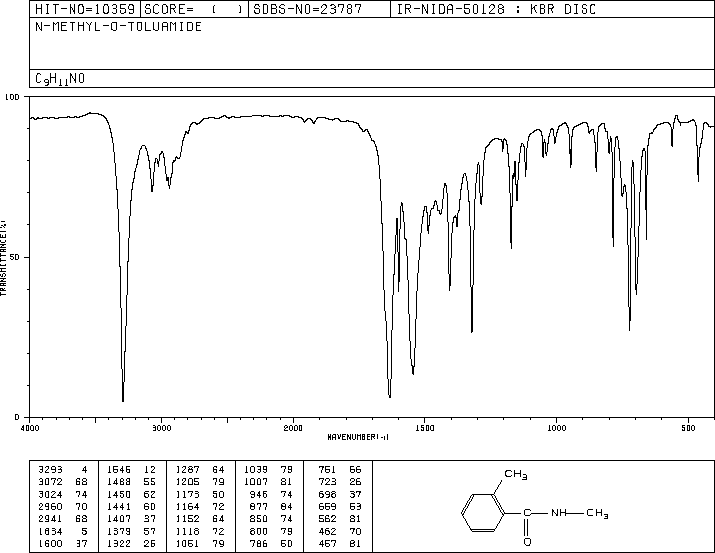 HIT-NO=10359 SCORE= ( ) SDBS-NO=23787 IR-NIDA-50128 : KBR DISC
N-METHYL-O-TOLUAMIDE
C9H11NO
100
50
0
TRANSMITTANCE(%)
4000 3000 2000 1500 1000 500
WAVENUMBER(-1)
3293 4 1546 12 1287 64 1039 79 751 66
3072 68 1488 55 1205 79 1007 81 723 26
3024 74 1450 62 1173 50 946 74 698 37
2960 70 1441 60 1164 72 877 84 659 53
2941 68 1407 37 1152 64 850 74 562 81
1634 5 1379 57 1118 72 800 79 462 70
1600 37 1322 26 1051 79 786 50 457 81
CH3
C—NH—CH3
O